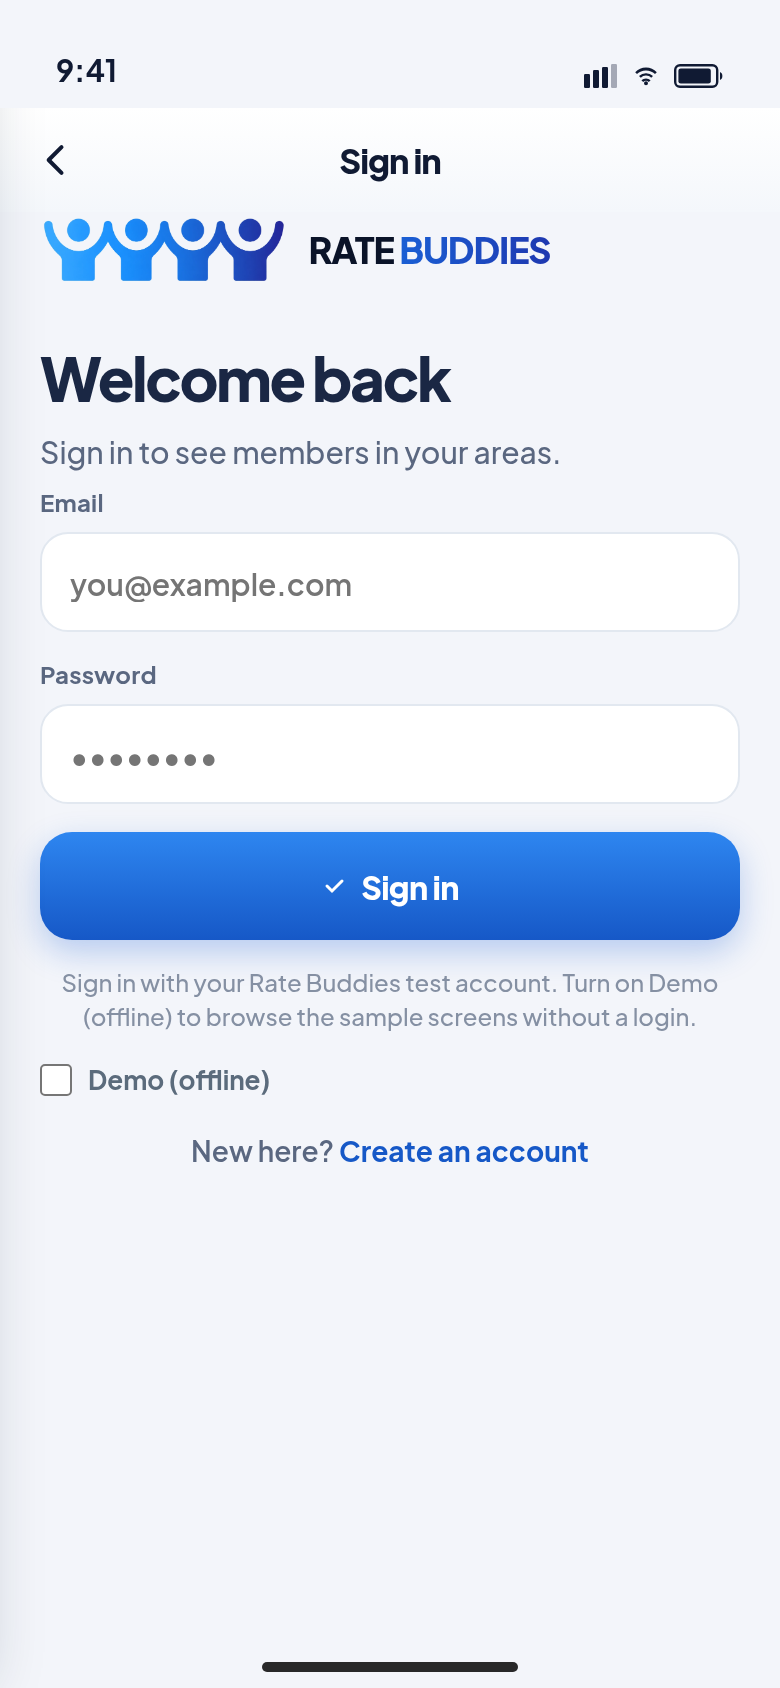 9:41
Sign in
RATE BUDDIES
Welcome back
Sign in to see members in your areas.
Email
you@example.com
Password
••••••••
Sign in
Sign in with your Rate Buddies test account. Turn on Demo
(offline) to browse the sample screens without a login.
Demo (offline)
New here? Create an account